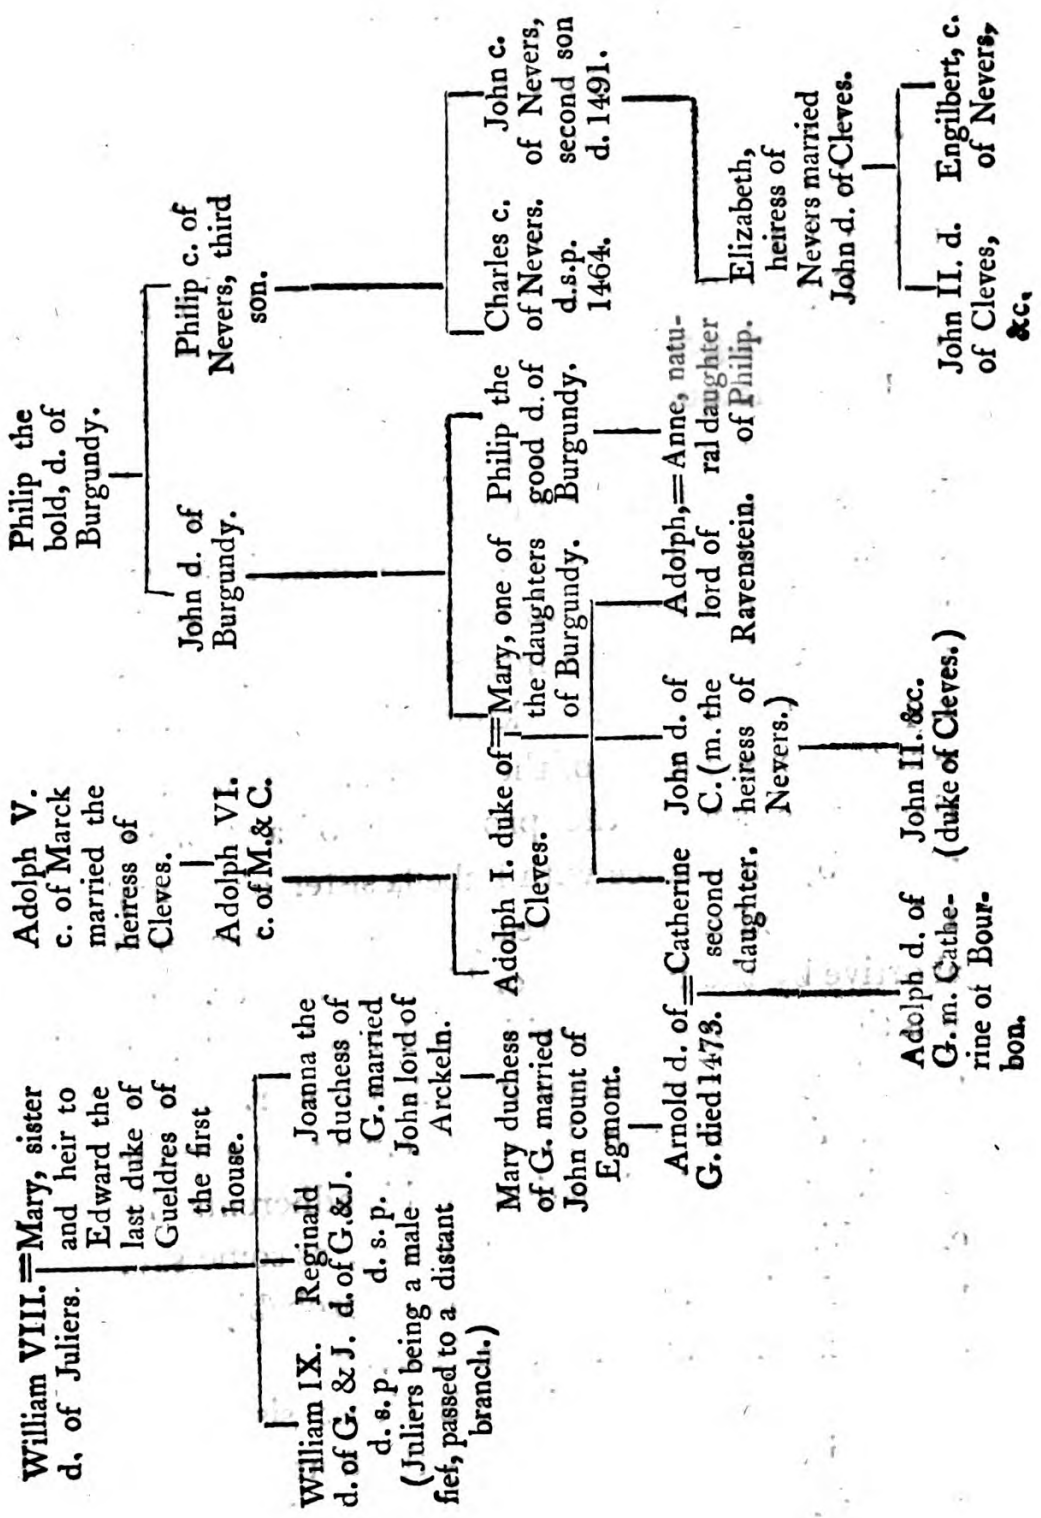 William VIII.=Mary, sister
d. of Juliers. and heir to
Edward the
last duke of
Gueldres of
the first
house.
Adolph V.
c. of Marck
married the
heiress of
Cleves.
Philip the
bold, d. of
Burgundy.
Adolph VI.
c. of M.& C.
John d. of
Burgundy.
Philip c. of
Nevers, third
son.
William IX.
d. of G. & J.
d. s. p.
Reginald
d. of G.&J.
d. s. p.
(Juliers being a male
fief, passed to a distant
branch.)
Joanna the
duchess of
G. married
John lord of
Arckeln.
Mary duchess
of G. married
John count of
Egmont.
Adolph I. duke of=Mary, one of
Cleves.
the daughters
of Burgundy.
Philip the
good d. of
Burgundy.
Charles c.
of Nevers.
d.s.p.
1464.
John c.
of Nevers,
second son
d. 1491.
Arnold d. of=Catherine
G. died 1473.
second
daughter.
John d. of
C. (m. the
heiress of
Nevers.)
Adolph,=Anne, natu-
lord of
Ravenstein.
ral daughter
of Philip.
Elizabeth,
heiress of
Nevers married
John d. of Cleves.
Adolph d. of
G. m. Cathe-
rine of Bour-
bon.
John II. &c.
(duke of Cleves.)
John II. d.
of Cleves,
&c.
Engilbert, c.
of Nevers,